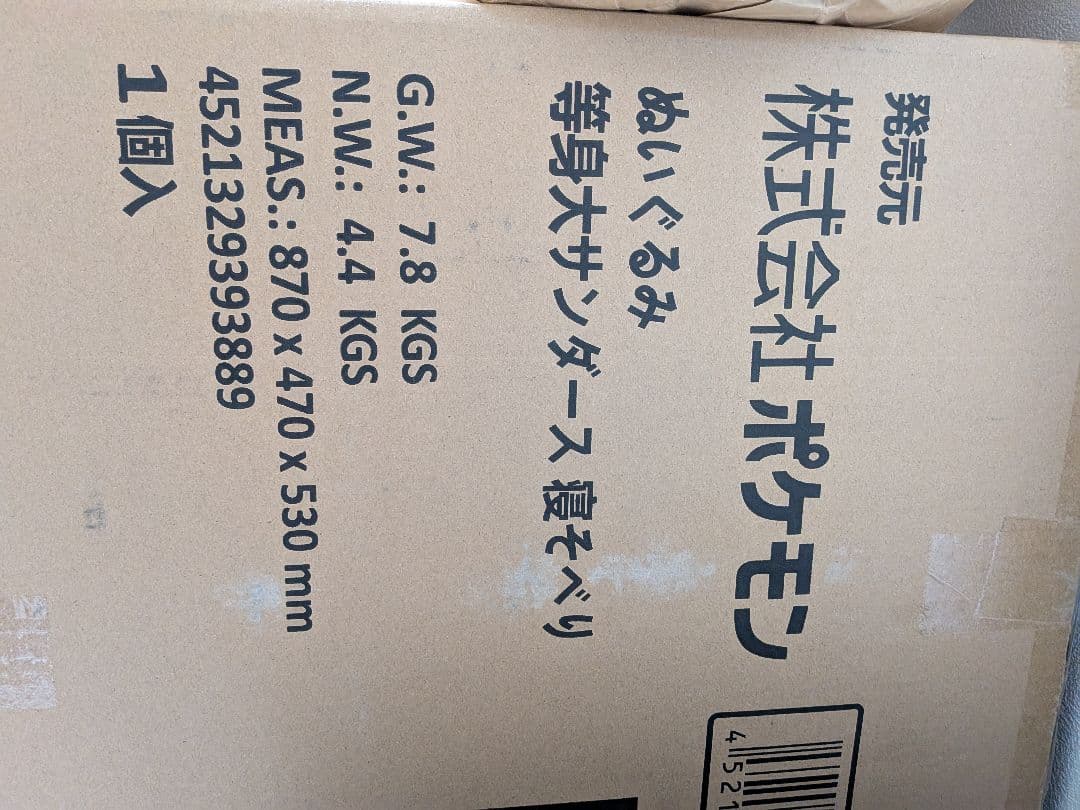 発売元
株式会社ポケモン
ぬいぐるみ
等身大サンダース 寝そべり
G.W.: 7.8 KGS
N.W.: 4.4 KGS
MEAS.: 870 x 470 x 530 mm
4521329393889
1個入
4 521